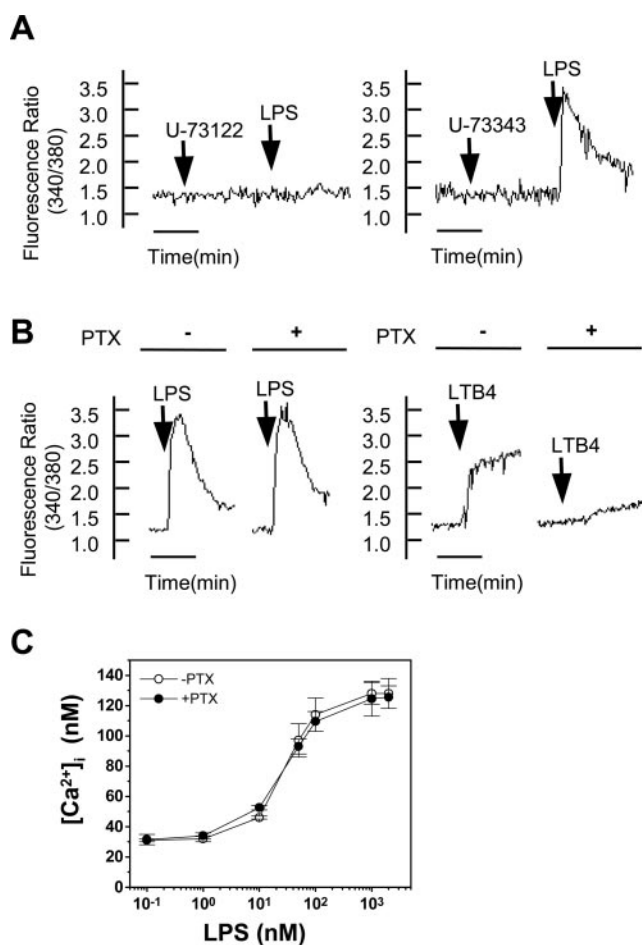 A
Fluorescence Ratio
(340/380)
3.5
3.0
2.5
2.0
1.5
1.0
U-73122
LPS
Time(min)
3.5
3.0
2.5
2.0
1.5
1.0
U-73343
LPS
Time(min)
B
PTX
-
+
PTX
-
+
Fluorescence Ratio
(340/380)
3.5
3.0
2.5
2.0
1.5
1.0
LPS
LPS
Time(min)
3.5
3.0
2.5
2.0
1.5
1.0
LTB4
LTB4
Time(min)
C
[Ca²⁺]ᵢ (nM)
140
120
100
80
60
40
20
0
-PTX
+PTX
10⁻¹ 10⁰ 10¹ 10² 10³
LPS (nM)